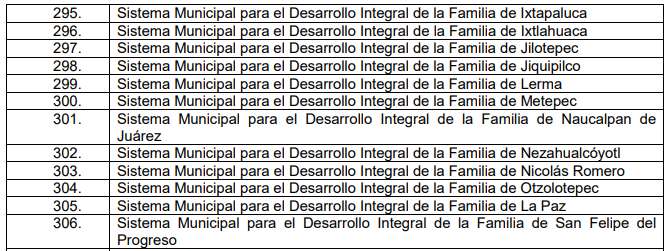 295. Sistema Municipal para el Desarrollo Integral de la Familia de Ixtapaluca
296. Sistema Municipal para el Desarrollo Integral de la Familia de Ixtlahuaca
297. Sistema Municipal para el Desarrollo Integral de la Familia de Jilotepec
298. Sistema Municipal para el Desarrollo Integral de la Familia de Jiquipilco
299. Sistema Municipal para el Desarrollo Integral de la Familia de Lerma
300. Sistema Municipal para el Desarrollo Integral de la Familia de Metepec
301. Sistema Municipal para el Desarrollo Integral de la Familia de Naucalpan de
Juárez
302. Sistema Municipal para el Desarrollo Integral de la Familia de Nezahualcóyotl
303. Sistema Municipal para el Desarrollo Integral de la Familia de Nicolás Romero
304. Sistema Municipal para el Desarrollo Integral de la Familia de Otzolotepec
305. Sistema Municipal para el Desarrollo Integral de la Familia de La Paz
306. Sistema Municipal para el Desarrollo Integral de la Familia de San Felipe del
Progreso